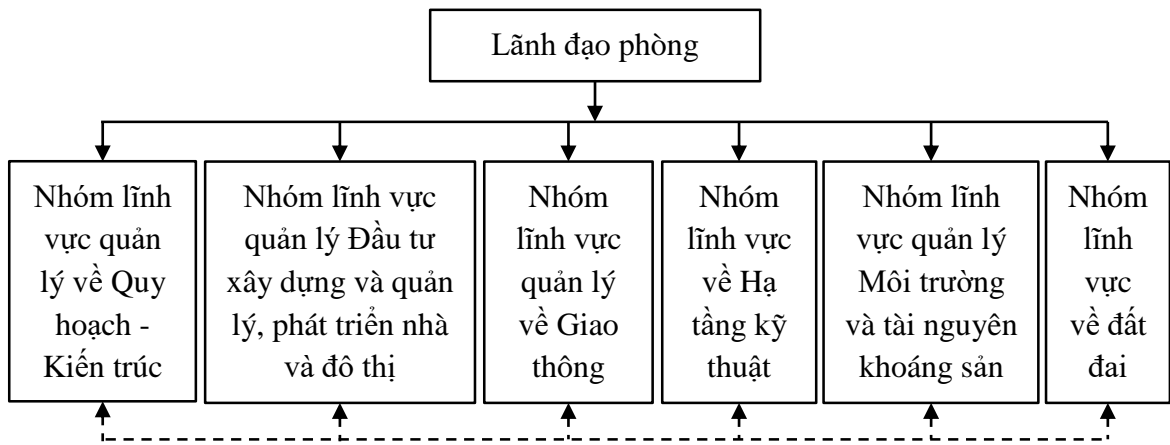 Lãnh đạo phòng
Nhóm lĩnh
vực quản
lý về Quy
hoạch -
Kiến trúc
Nhóm lĩnh vực
quản lý Đầu tư
xây dựng và quản
lý, phát triển nhà
và đô thị
Nhóm
lĩnh vực
quản lý
về Giao
thông
Nhóm
lĩnh vực
về Hạ
tầng kỹ
thuật
Nhóm lĩnh
vực quản lý
Môi trường
và tài nguyên
khoáng sản
Nhóm
lĩnh
vực
về đất
đai